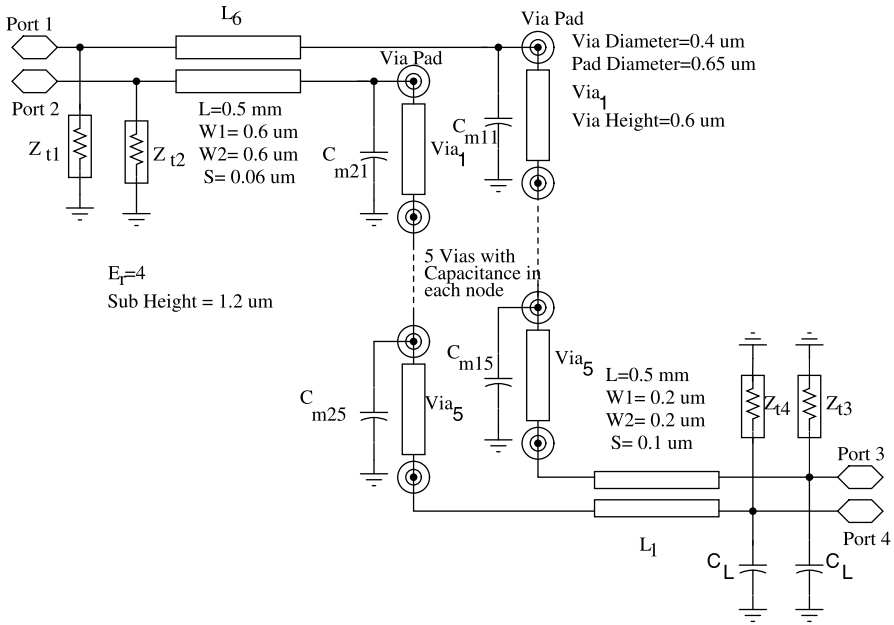 L6
Port 1
Via Pad
Via Diameter=0.4 um
Pad Diameter=0.65 um
Via Pad
Port 2
L=0.5 mm
W1= 0.6 um
W2= 0.6 um
S= 0.06 um
Zt1
Zt2
Cm21
Via1
Cm11
Via1
Via Height=0.6 um
5 Vias with
Capacitance in
each node
Er=4
Sub Height = 1.2 um
Cm25
Via5
Cm15
Via5
L=0.5 mm
W1= 0.2 um
W2= 0.2 um
S= 0.1 um
Zt4
Zt3
Port 3
Port 4
L1
CL
CL